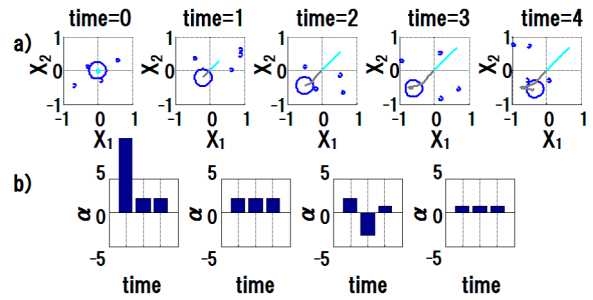 time=0 time=1 time=2 time=3 time=4
a)
X2 X2 X2 X2 X2
1 1 1 1 1
0 0 0 0 0
-1 -1 -1 -1 -1
-1 0 1 -1 0 1 -1 0 1 -1 0 1 -1 0 1
X1 X1 X1 X1 X1
b)
5 5 5 5
α 0 α 0 α 0 α 0
-5 -5 -5 -5
time time time time